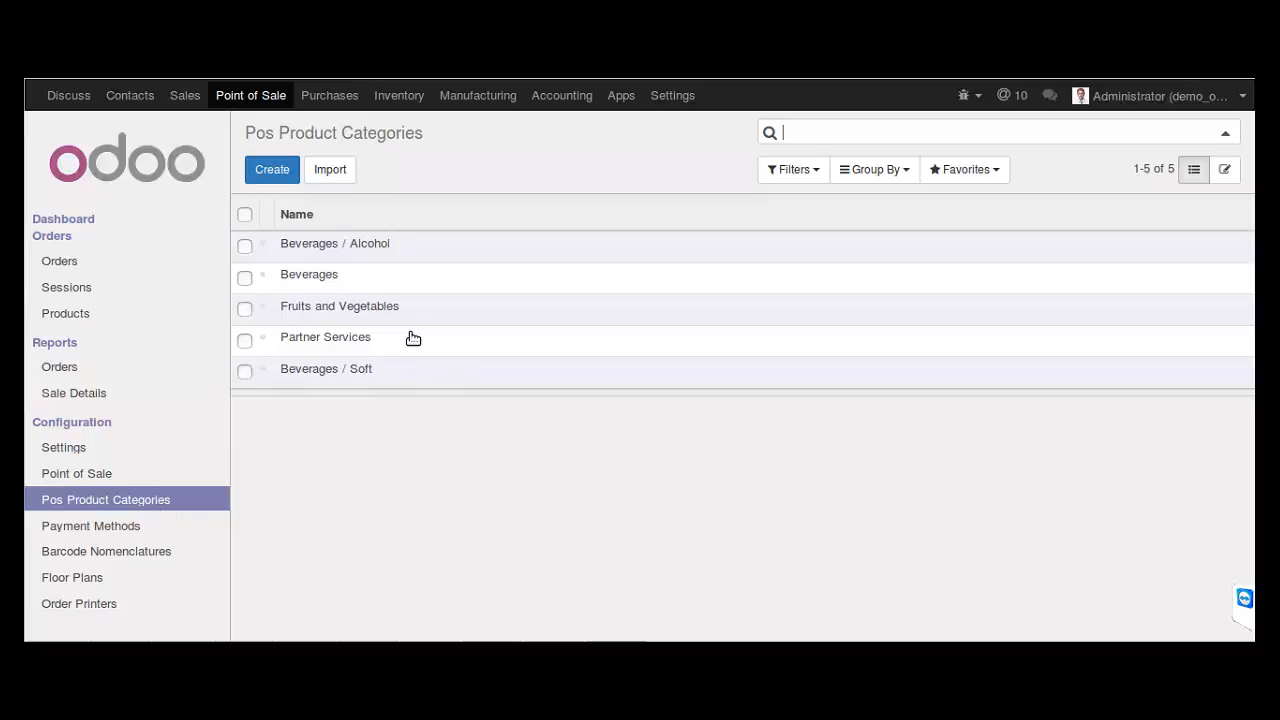 Discuss Contacts Sales Point of Sale Purchases Inventory Manufacturing Accounting Apps Settings @ 10 Administrator (demo_o...
odoo
Pos Product Categories
Create Import Filters Group By Favorites 1-5 of 5
Dashboard
Orders
Orders
Sessions
Products
Reports
Orders
Sale Details
Configuration
Settings
Point of Sale
Pos Product Categories
Payment Methods
Barcode Nomenclatures
Floor Plans
Order Printers
Name
Beverages / Alcohol
Beverages
Fruits and Vegetables
Partner Services
Beverages / Soft